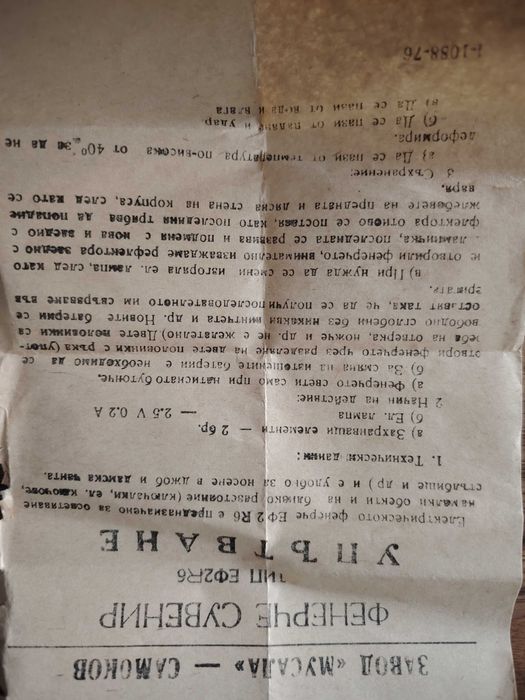 ЗАВОД «МУСАЛА» — САМОКОВ
ФЕНЕРЧЕ СУВЕНИР
ТИП ЕФ2R6
УПЪТВАНЕ
Електрическото фенерче ЕФ2R6 е предназначено за осветяване
на малки обекти и на близко разстояние (ключалки, ел. ключове,
стълбище и др) и е удобно за носене в джоб и дамска чанта.
1. Технически данни:
а) Захранващи елементи — 2 бр.
б) Ел. лампа — 2,5 V 0,2 А
2 Начин на действие:
а) Фенерчето свети само при натиснато бутонче.
б) За смяна на изтощените батерии е необходимо да се
отвори фенерчето чрез разделяне на двете половинки с ръка (употреба
на отверка, ножче и др. не е желателно) Двете половинки са
свободно сглобени без никакви винтчета и др. Новите батерии се
оставят така, че да се получи последователното им свързване във
веригата.
в) При нужда да се смени изгоряла ел. лампа, след като
се отвори фенерчето, внимателно изваждаме рефлектора заедно с
лампичка, последната се развива и подменя с нова и заедно с
рефлектора отново се поставя, като последния трябва да попадне
жлебовете на предната и лясна стена на корпуса, след като се
3 Съхранение:
а) Да се пази от температура по-висока от 40° за да не
деформира.
б) Да се пази от падане и удар
в) Да се пази от вода и влага
1-1088-76